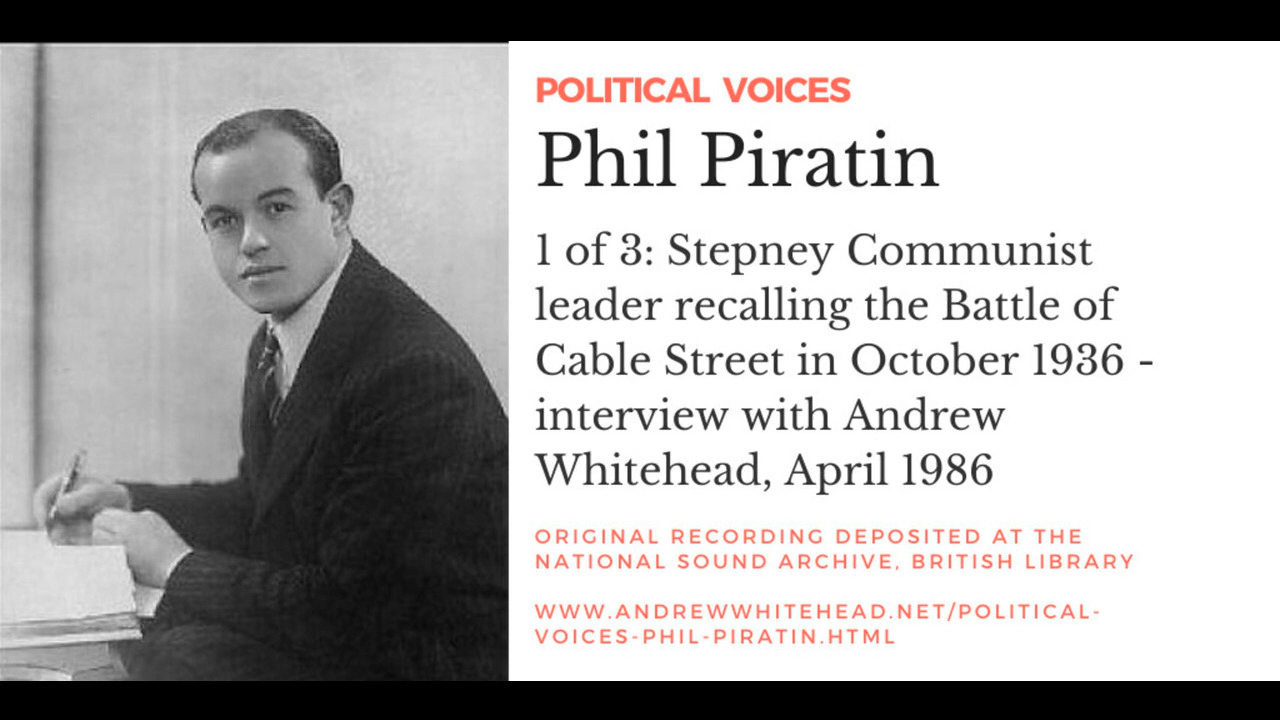 POLITICAL VOICES
Phil Piratin
1 of 3: Stepney Communist
leader recalling the Battle of
Cable Street in October 1936 -
interview with Andrew
Whitehead, April 1986
ORIGINAL RECORDING DEPOSITED AT THE
NATIONAL SOUND ARCHIVE, BRITISH LIBRARY
WWW.ANDREWWHITEHEAD.NET/POLITICAL-
VOICES-PHIL-PIRATIN.HTML